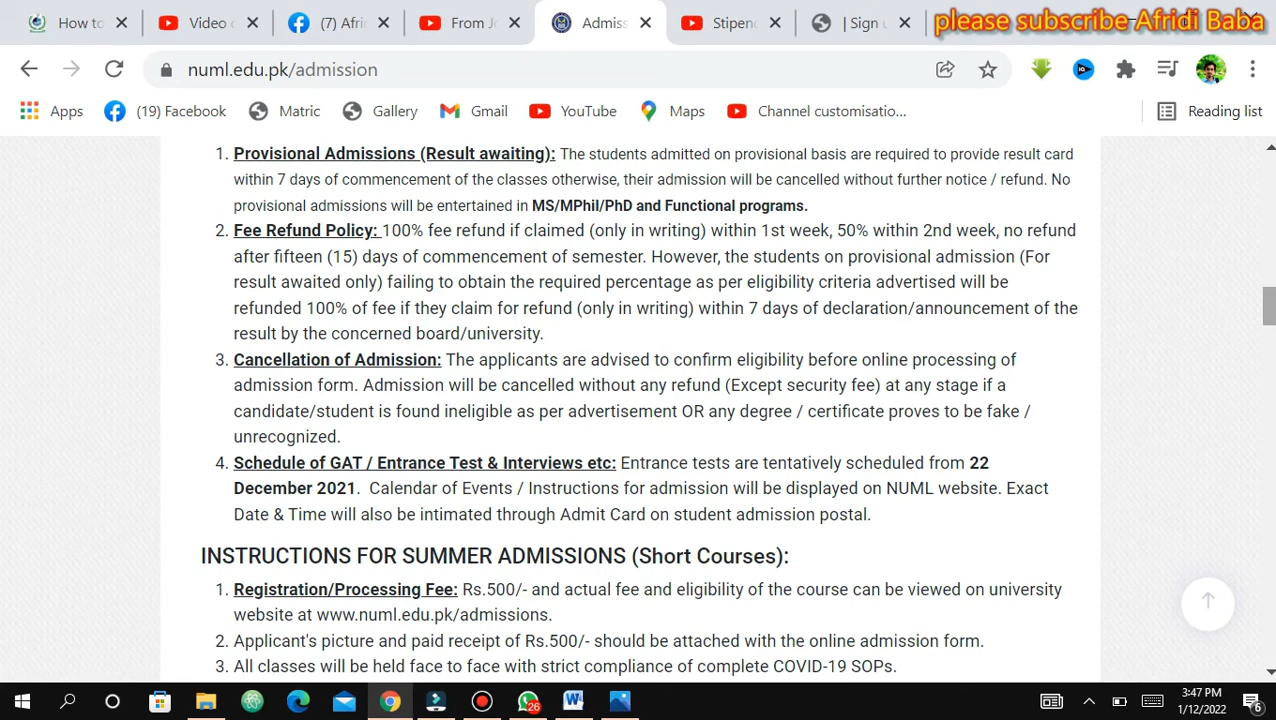 How to
Video c
(7) Afric
From Jo
Admiss
Stipend
| Sign u
please subscribe Afridi Baba
numl.edu.pk/admission
Apps
(19) Facebook
Matric
Gallery
Gmail
YouTube
Maps
Channel customisatio...
Reading list
1. Provisional Admissions (Result awaiting): The students admitted on provisional basis are required to provide result card
within 7 days of commencement of the classes otherwise, their admission will be cancelled without further notice / refund. No
provisional admissions will be entertained in MS/MPhil/PhD and Functional programs.
2. Fee Refund Policy: 100% fee refund if claimed (only in writing) within 1st week, 50% within 2nd week, no refund
after fifteen (15) days of commencement of semester. However, the students on provisional admission (For
result awaited only) failing to obtain the required percentage as per eligibility criteria advertised will be
refunded 100% of fee if they claim for refund (only in writing) within 7 days of declaration/announcement of the
result by the concerned board/university.
3. Cancellation of Admission: The applicants are advised to confirm eligibility before online processing of
admission form. Admission will be cancelled without any refund (Except security fee) at any stage if a
candidate/student is found ineligible as per advertisement OR any degree / certificate proves to be fake /
unrecognized.
4. Schedule of GAT / Entrance Test & Interviews etc: Entrance tests are tentatively scheduled from 22
December 2021. Calendar of Events / Instructions for admission will be displayed on NUML website. Exact
Date & Time will also be intimated through Admit Card on student admission postal.
INSTRUCTIONS FOR SUMMER ADMISSIONS (Short Courses):
1. Registration/Processing Fee: Rs.500/- and actual fee and eligibility of the course can be viewed on university
website at www.numl.edu.pk/admissions.
2. Applicant's picture and paid receipt of Rs.500/- should be attached with the online admission form.
3. All classes will be held face to face with strict compliance of complete COVID-19 SOPs.
26
3:47 PM
1/12/2022
6